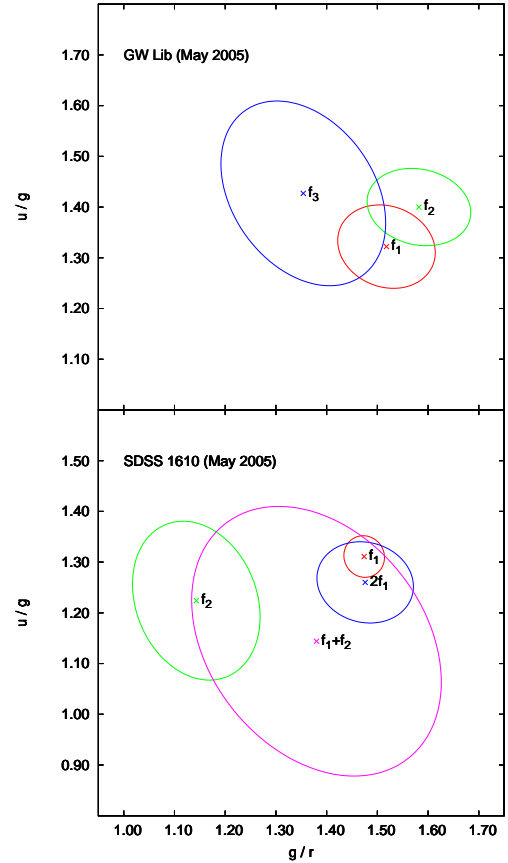 GW Lib (May 2005)
1.70
1.60
1.50
1.40
1.30
1.20
1.10
u / g
f3
f2
f1
SDSS 1610 (May 2005)
1.50
1.40
1.30
1.20
1.10
1.00
0.90
u / g
f1
2f1
f2
f1+f2
1.00 1.10 1.20 1.30 1.40 1.50 1.60 1.70
g / r